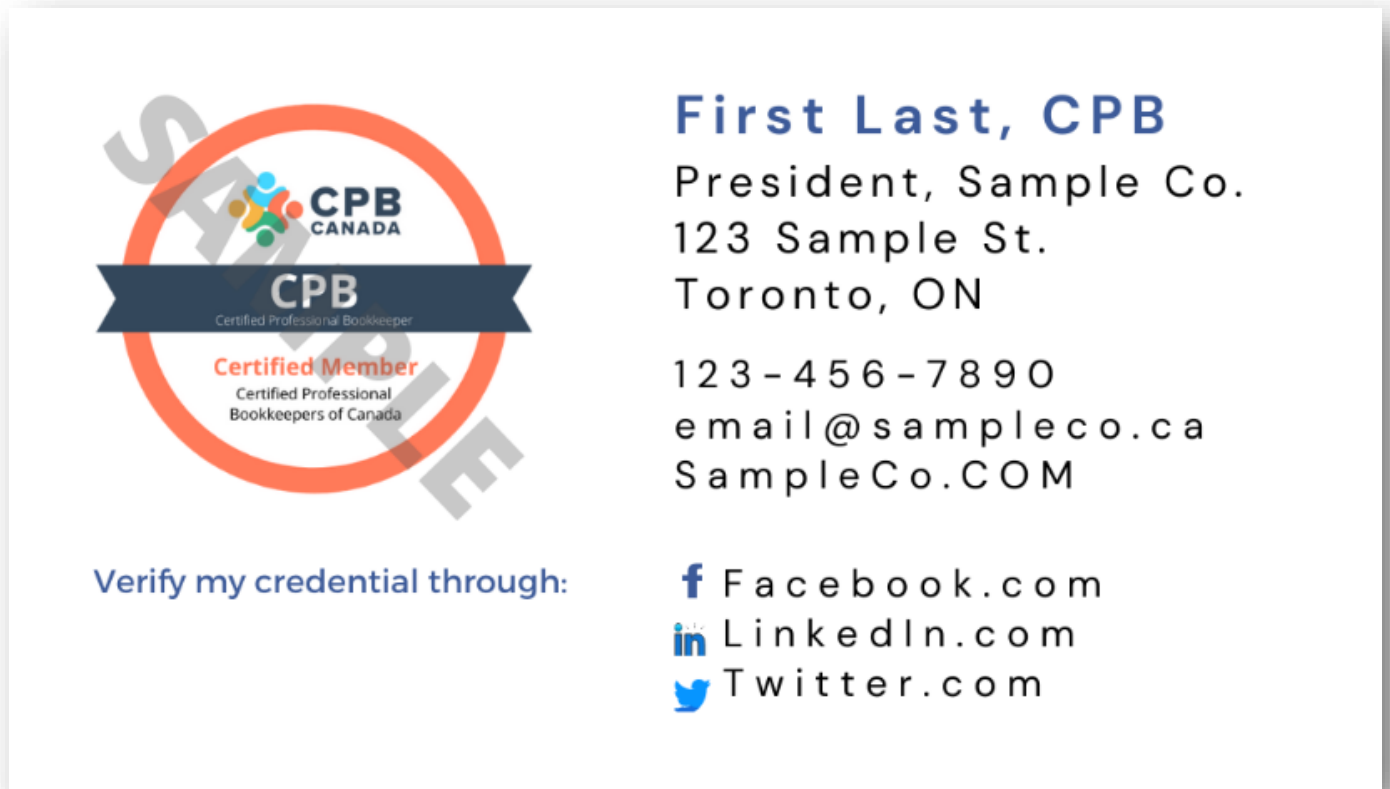 SAMPLE
CPB
CANADA
CPB
Certified Professional Bookkeeper
Certified Member
Certified Professional
Bookkeepers of Canada
Verify my credential through:
First Last, CPB
President, Sample Co.
123 Sample St.
Toronto, ON
123-456-7890
email@sampleco.ca
SampleCo.COM
f Facebook.com
in LinkedIn.com
Twitter.com